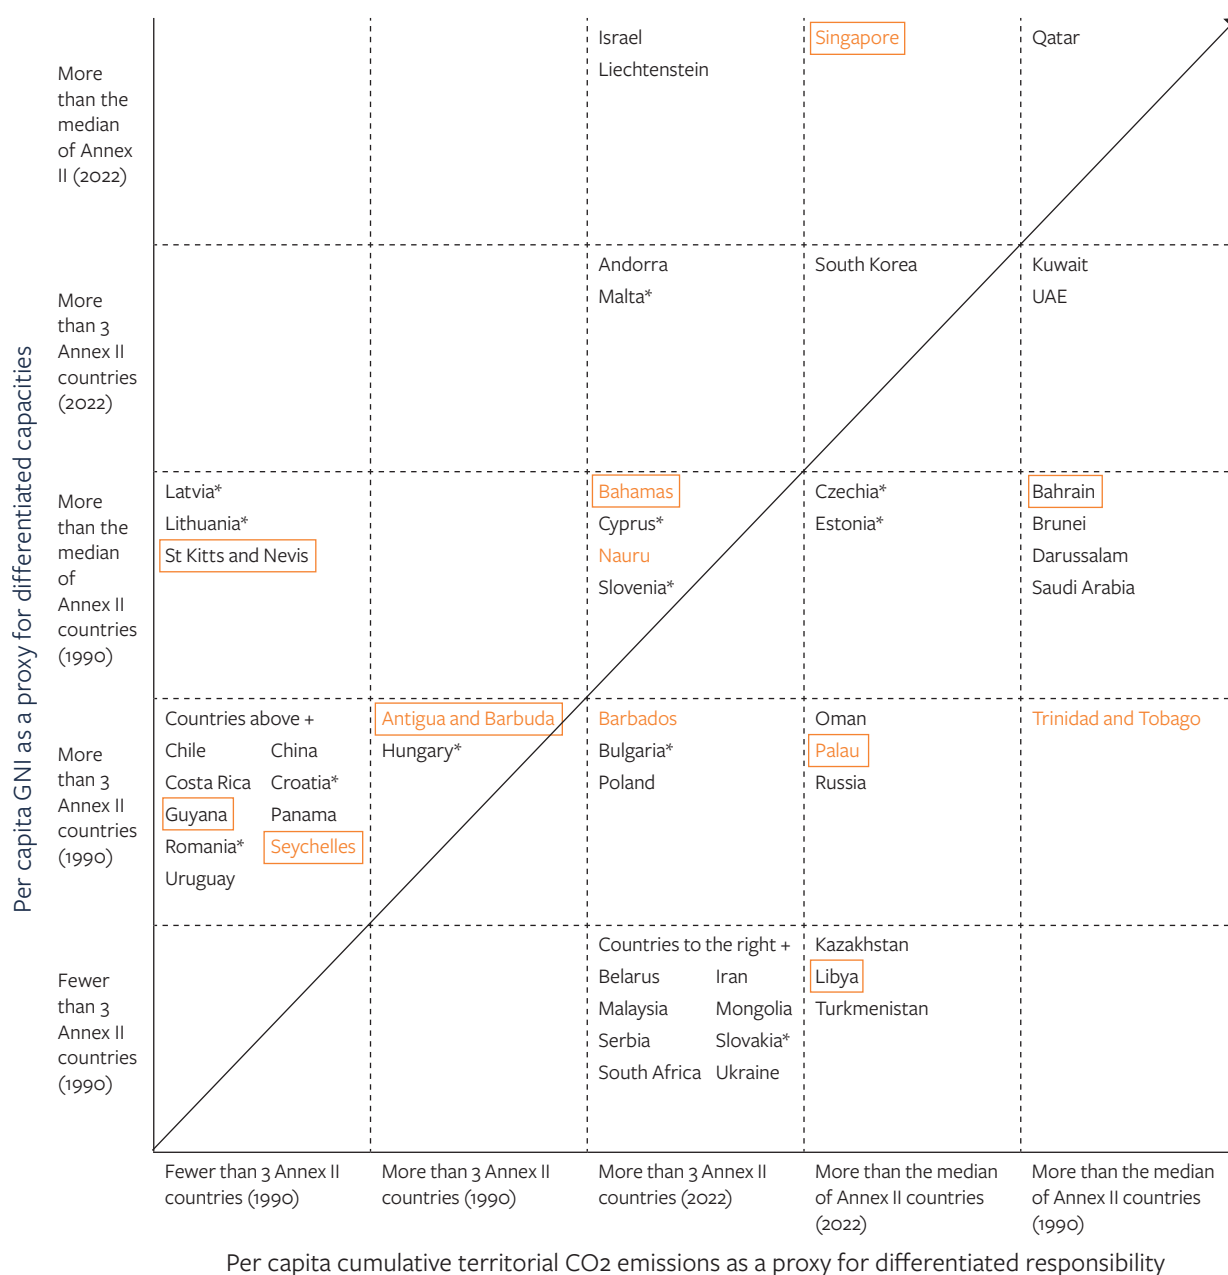 Per capita GNI as a proxy for differentiated capacities
More
than the
median
of Annex
II (2022)
Israel
Liechtenstein
Singapore
Qatar
More
than 3
Annex II
countries
(2022)
Andorra
Malta*
South Korea
Kuwait
UAE
More
than the
median
of
Annex II
countries
(1990)
Latvia*
Lithuania*
St Kitts and Nevis
Bahamas
Cyprus*
Nauru
Slovenia*
Czechia*
Estonia*
Bahrain
Brunei
Darussalam
Saudi Arabia
More
than 3
Annex II
countries
(1990)
Countries above +
Chile China
Costa Rica Croatia*
Guyana Panama
Romania* Seychelles
Uruguay
Antigua and Barbuda
Hungary*
Barbados
Bulgaria*
Poland
Oman
Palau
Russia
Trinidad and Tobago
Fewer
than 3
Annex II
countries
(1990)
Countries to the right +
Belarus Iran
Malaysia Mongolia
Serbia Slovakia*
South Africa Ukraine
Kazakhstan
Libya
Turkmenistan
Fewer than 3 Annex II
countries (1990)
More than 3 Annex II
countries (1990)
More than 3 Annex II
countries (2022)
More than the median
of Annex II countries
(2022)
More than the median
of Annex II countries
(1990)
Per capita cumulative territorial CO2 emissions as a proxy for differentiated responsibility